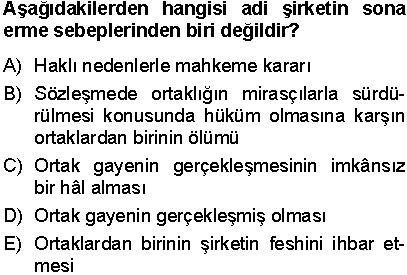 Aşağıdakilerden hangisi adi şirketin sona
erme sebeplerinden biri değildir?
A) Haklı nedenlerle mahkeme kararı
B) Sözleşmede ortaklığın mirasçılarla sürdü-
rülmesi konusunda hüküm olmasına karşın
ortaklardan birinin ölümü
C) Ortak gayenin gerçekleşmesinin imkânsız
bir hâl alması
D) Ortak gayenin gerçekleşmiş olması
E) Ortaklardan birinin şirketin feshini ihbar et-
mesi